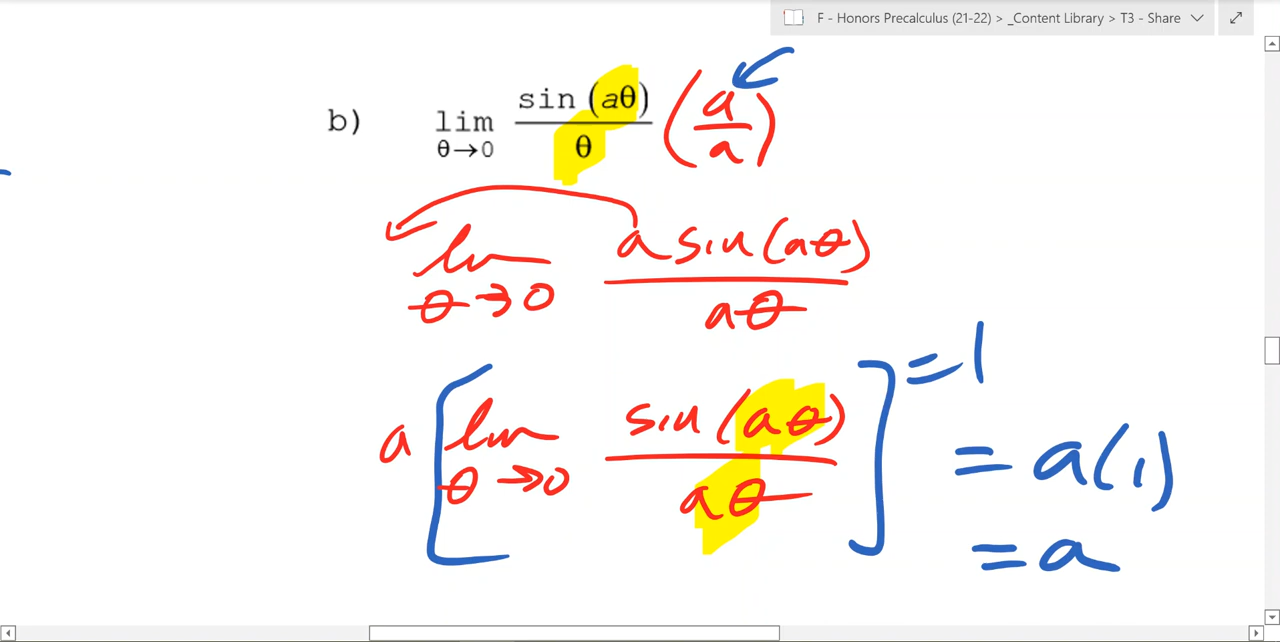 F - Honors Precalculus (21-22) > _Content Library > T3 - Share
b) lim θ→0 sin (aθ) / θ (a/a)
lim θ→0 a sin(aθ) / aθ
a [lim θ→0 sin(aθ) / aθ] = 1
= a(1)
= a